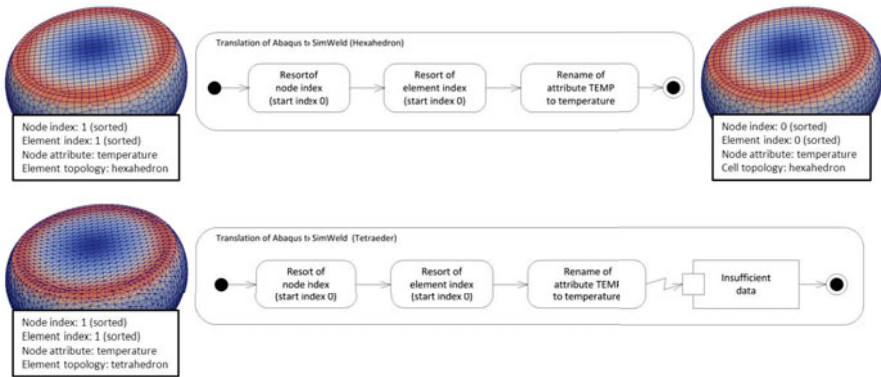 Translation of Abaqus to SimWeld (Hexahedron)
Resort of
node index
(start index 0)
Resort of
element index
(start index 0)
Rename of
attribute TEMP
to temperature
Node index: 1 (sorted)
Element index: 1 (sorted)
Node attribute: temperature
Element topology: hexahedron
Node index: 0 (sorted)
Element index: 0 (sorted)
Node attribute: temperature
Cell topology: hexahedron
Translation of Abaqus to SimWeld (Tetraeder)
Resort of
node index
(start index 0)
Resort of
element index
(start index 0)
Rename of
attribute TEMP
to temperature
Insufficient
data
Node index: 1 (sorted)
Element index: 1 (sorted)
Node attribute: temperature
Element topology: tetrahedron